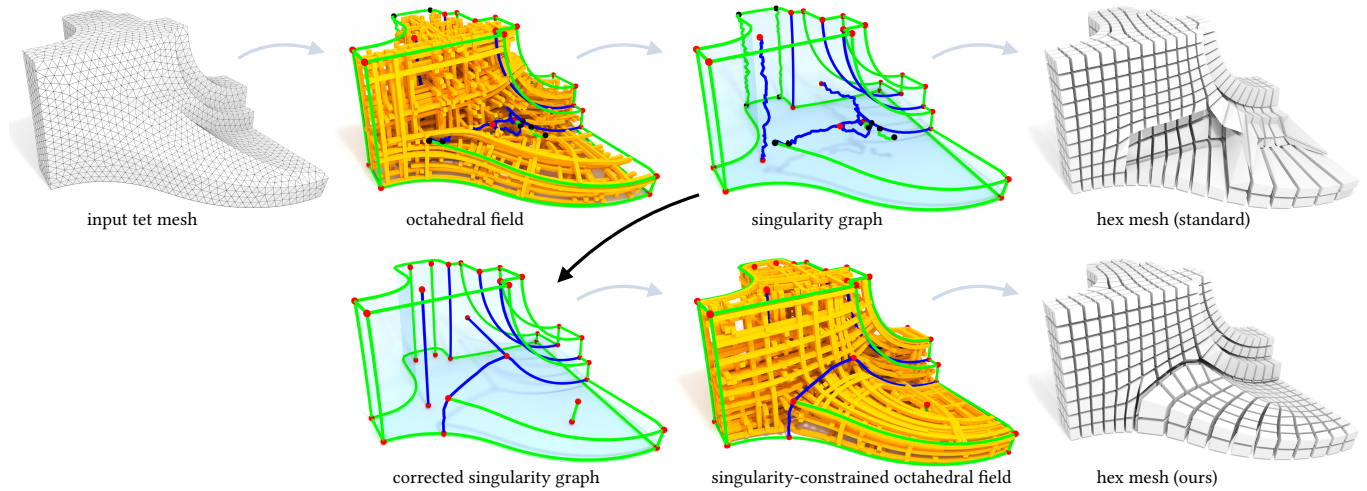 input tet mesh
octahedral field
singularity graph
hex mesh (standard)
corrected singularity graph
singularity-constrained octahedral field
hex mesh (ours)